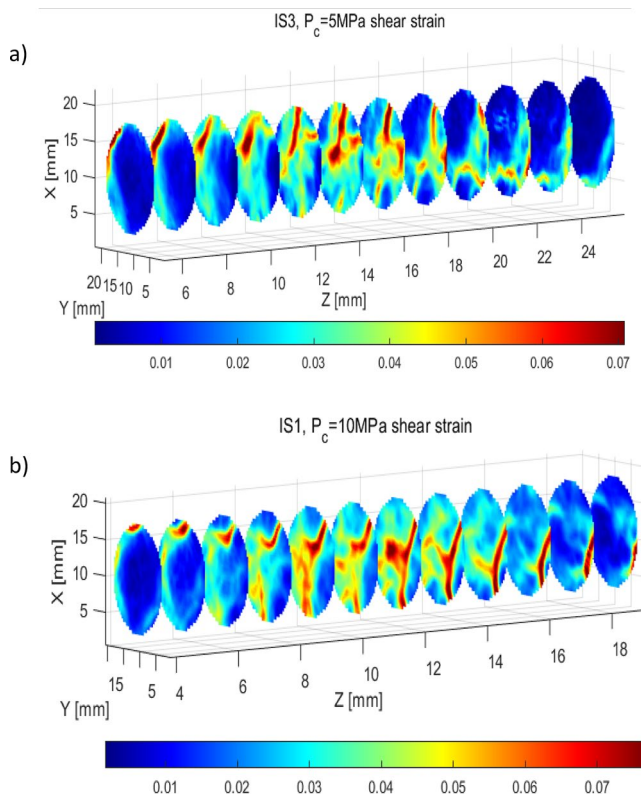 IS3, P_c=5MPa shear strain
a)
20
15
10
5
X [mm]
20 15 10 5
Y [mm]
6 8 10 12 14 16 18 20 22 24
Z [mm]
0.01 0.02 0.03 0.04 0.05 0.06 0.07
IS1, P_c=10MPa shear strain
b)
20
15
10
5
X [mm]
15 5
Y [mm]
4 6 8 10 12 14 16 18
Z [mm]
0.01 0.02 0.03 0.04 0.05 0.06 0.07